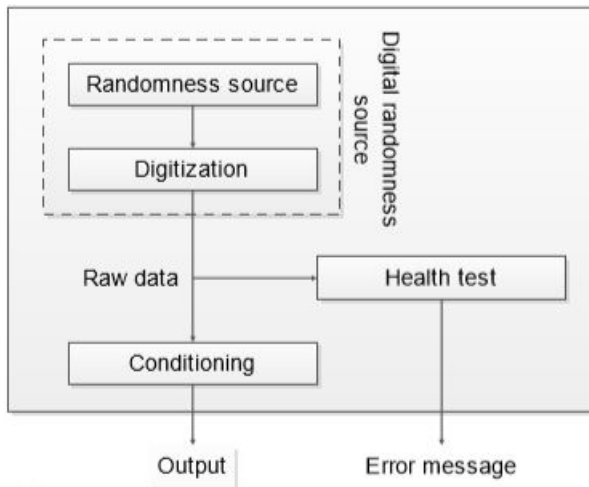 Randomness source
Digitization
Digital randomness
source
Raw data
Health test
Conditioning
Output
Error message